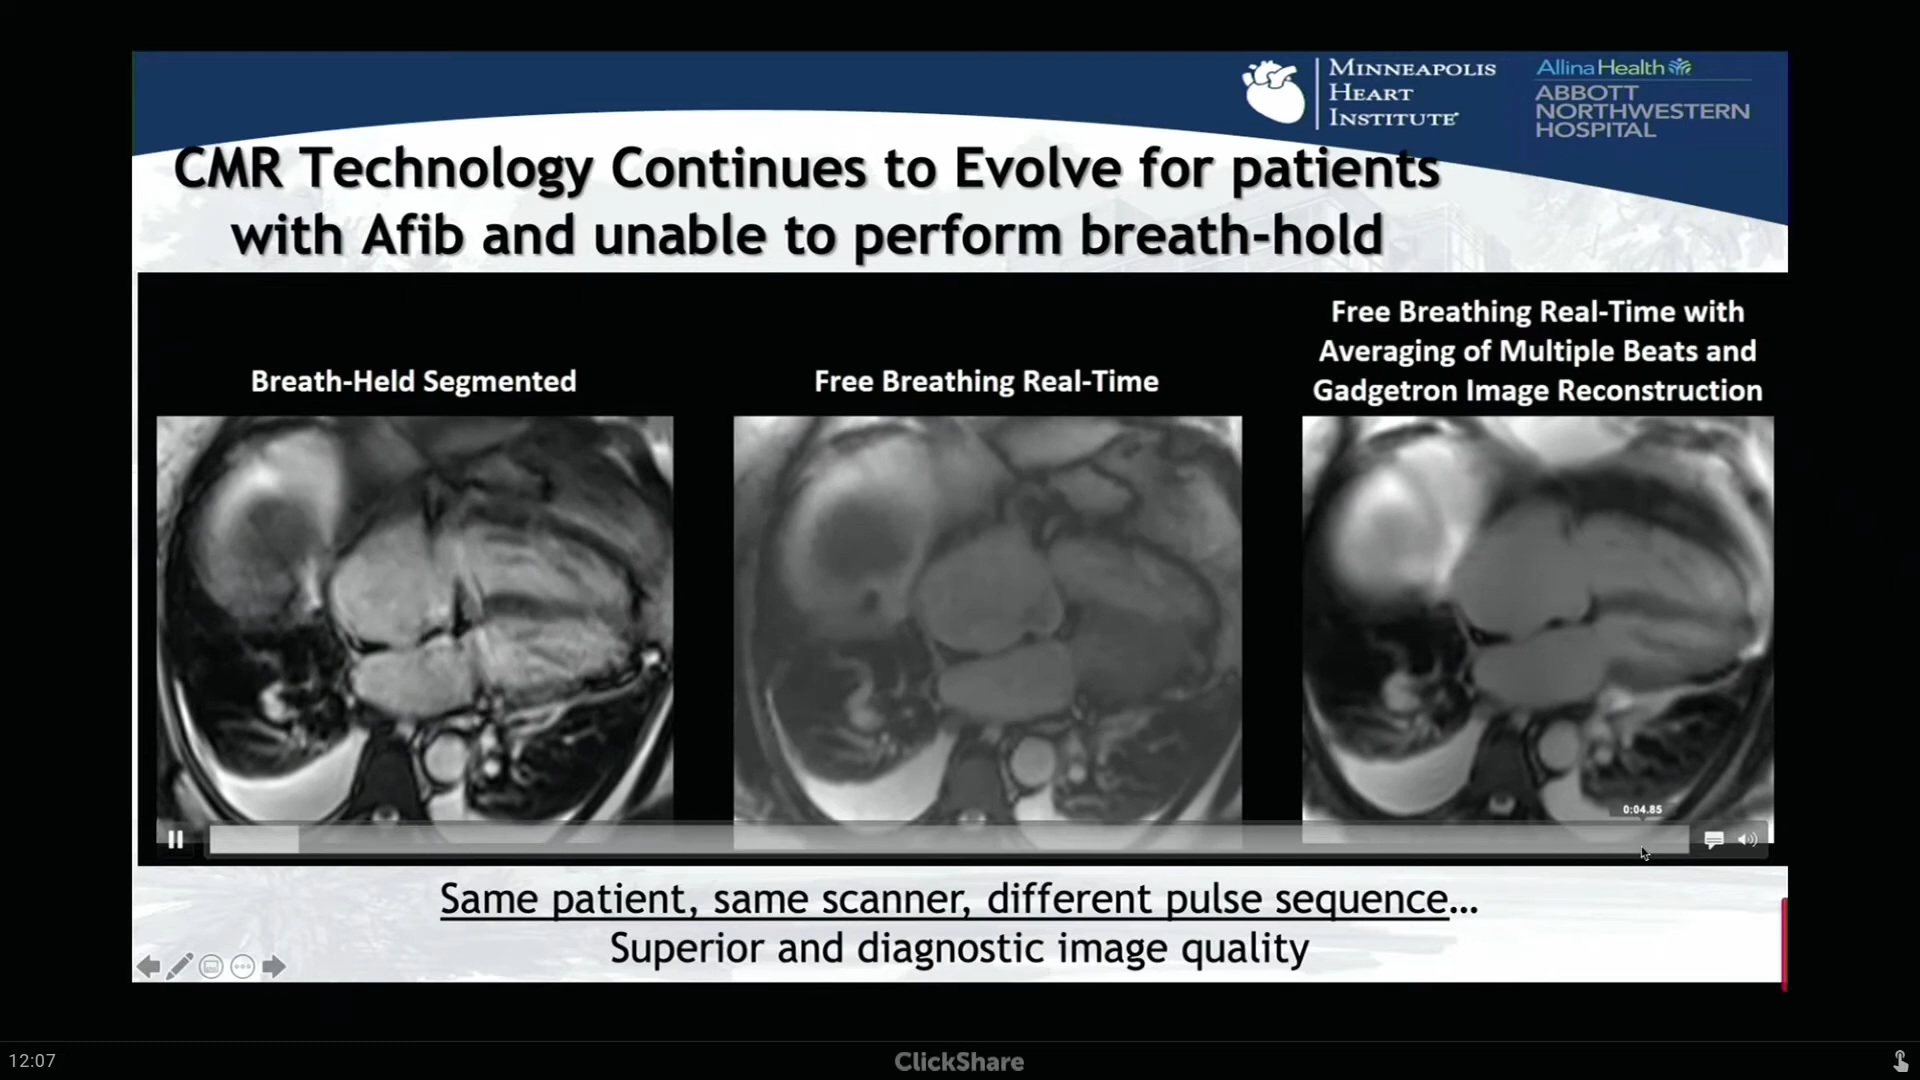 MINNEAPOLIS
HEART
INSTITUTE
Allina Health
ABBOTT
NORTHWESTERN
HOSPITAL
CMR Technology Continues to Evolve for patients
with Afib and unable to perform breath-hold
Breath-Held Segmented
Free Breathing Real-Time
Free Breathing Real-Time with
Averaging of Multiple Beats and
Gadgetron Image Reconstruction
0:04.85
Same patient, same scanner, different pulse sequence...
Superior and diagnostic image quality
12:07
ClickShare